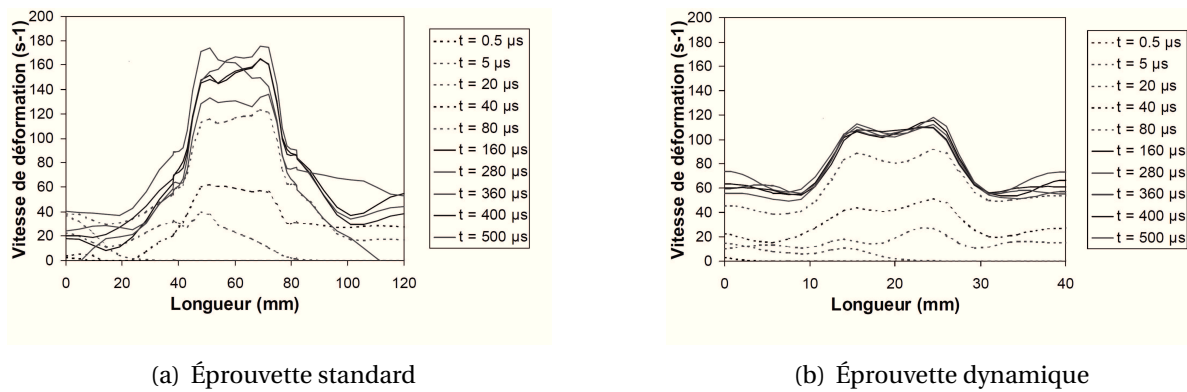 Vitesse de déformation (s-1)
200
180
160
140
120
100
80
60
40
20
0
0 20 40 60 80 100 120
Longueur (mm)
t = 0.5 µs
t = 5 µs
t = 20 µs
t = 40 µs
t = 80 µs
t = 160 µs
t = 280 µs
t = 360 µs
t = 400 µs
t = 500 µs
(a) Éprouvette standard
Vitesse de déformation (s-1)
200
180
160
140
120
100
80
60
40
20
0
0 10 20 30 40
Longueur (mm)
t = 0.5 µs
t = 5 µs
t = 20 µs
t = 40 µs
t = 80 µs
t = 160 µs
t = 280 µs
t = 360 µs
t = 400 µs
t = 500 µs
(b) Éprouvette dynamique